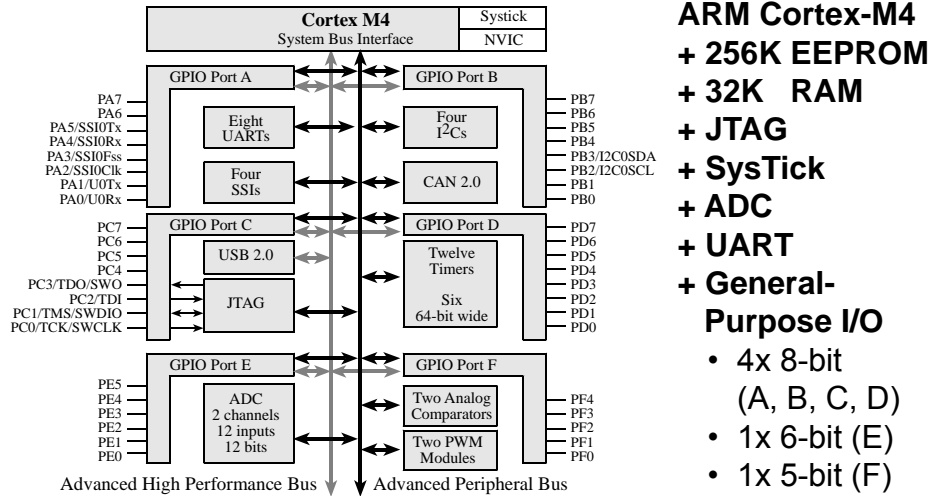 Cortex M4
System Bus Interface
Systick
NVIC
GPIO Port A
GPIO Port B
PA7
PA6
PA5/SSI0Tx
PA4/SSI0Rx
PA3/SSI0Fss
PA2/SSI0Clk
PA1/U0Tx
PA0/U0Rx
Eight
UARTs
Four
SSIs
Four
I2Cs
CAN 2.0
PB7
PB6
PB5
PB4
PB3/I2C0SDA
PB2/I2C0SCL
PB1
PB0
GPIO Port C
GPIO Port D
PC7
PC6
PC5
PC4
PC3/TDO/SWO
PC2/TDI
PC1/TMS/SWDIO
PC0/TCK/SWCLK
USB 2.0
JTAG
Twelve
Timers
Six
64-bit wide
PD7
PD6
PD5
PD4
PD3
PD2
PD1
PD0
GPIO Port E
GPIO Port F
PE5
PE4
PE3
PE2
PE1
PE0
ADC
2 channels
12 inputs
12 bits
Two Analog
Comparators
Two PWM
Modules
PF4
PF3
PF2
PF1
PF0
Advanced High Performance Bus
Advanced Peripheral Bus
ARM Cortex-M4
+ 256K EEPROM
+ 32K RAM
+ JTAG
+ SysTick
+ ADC
+ UART
+ General-
Purpose I/O
• 4x 8-bit
(A, B, C, D)
• 1x 6-bit (E)
• 1x 5-bit (F)